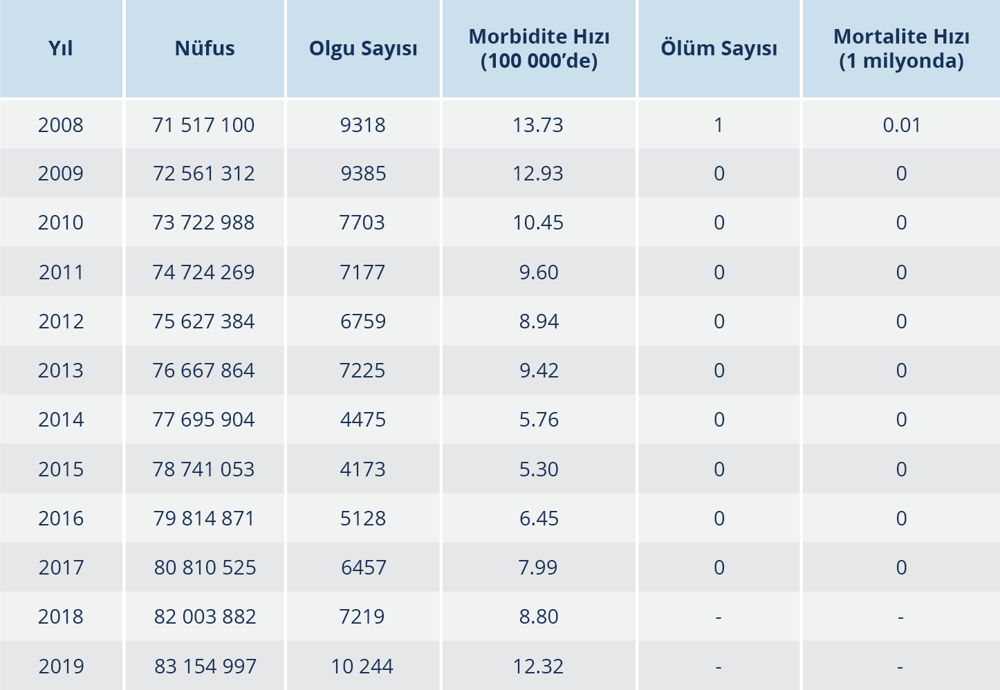 Yıl Nüfus Olgu Sayısı Morbidite Hızı (100 000’de) Ölüm Sayısı Mortalite Hızı (1 milyonda)
2008 71 517 100 9318 13.73 1 0.01
2009 72 561 312 9385 12.93 0 0
2010 73 722 988 7703 10.45 0 0
2011 74 724 269 7177 9.60 0 0
2012 75 627 384 6759 8.94 0 0
2013 76 667 864 7225 9.42 0 0
2014 77 695 904 4475 5.76 0 0
2015 78 741 053 4173 5.30 0 0
2016 79 814 871 5128 6.45 0 0
2017 80 810 525 6457 7.99 0 0
2018 82 003 882 7219 8.80 - -
2019 83 154 997 10 244 12.32 - -